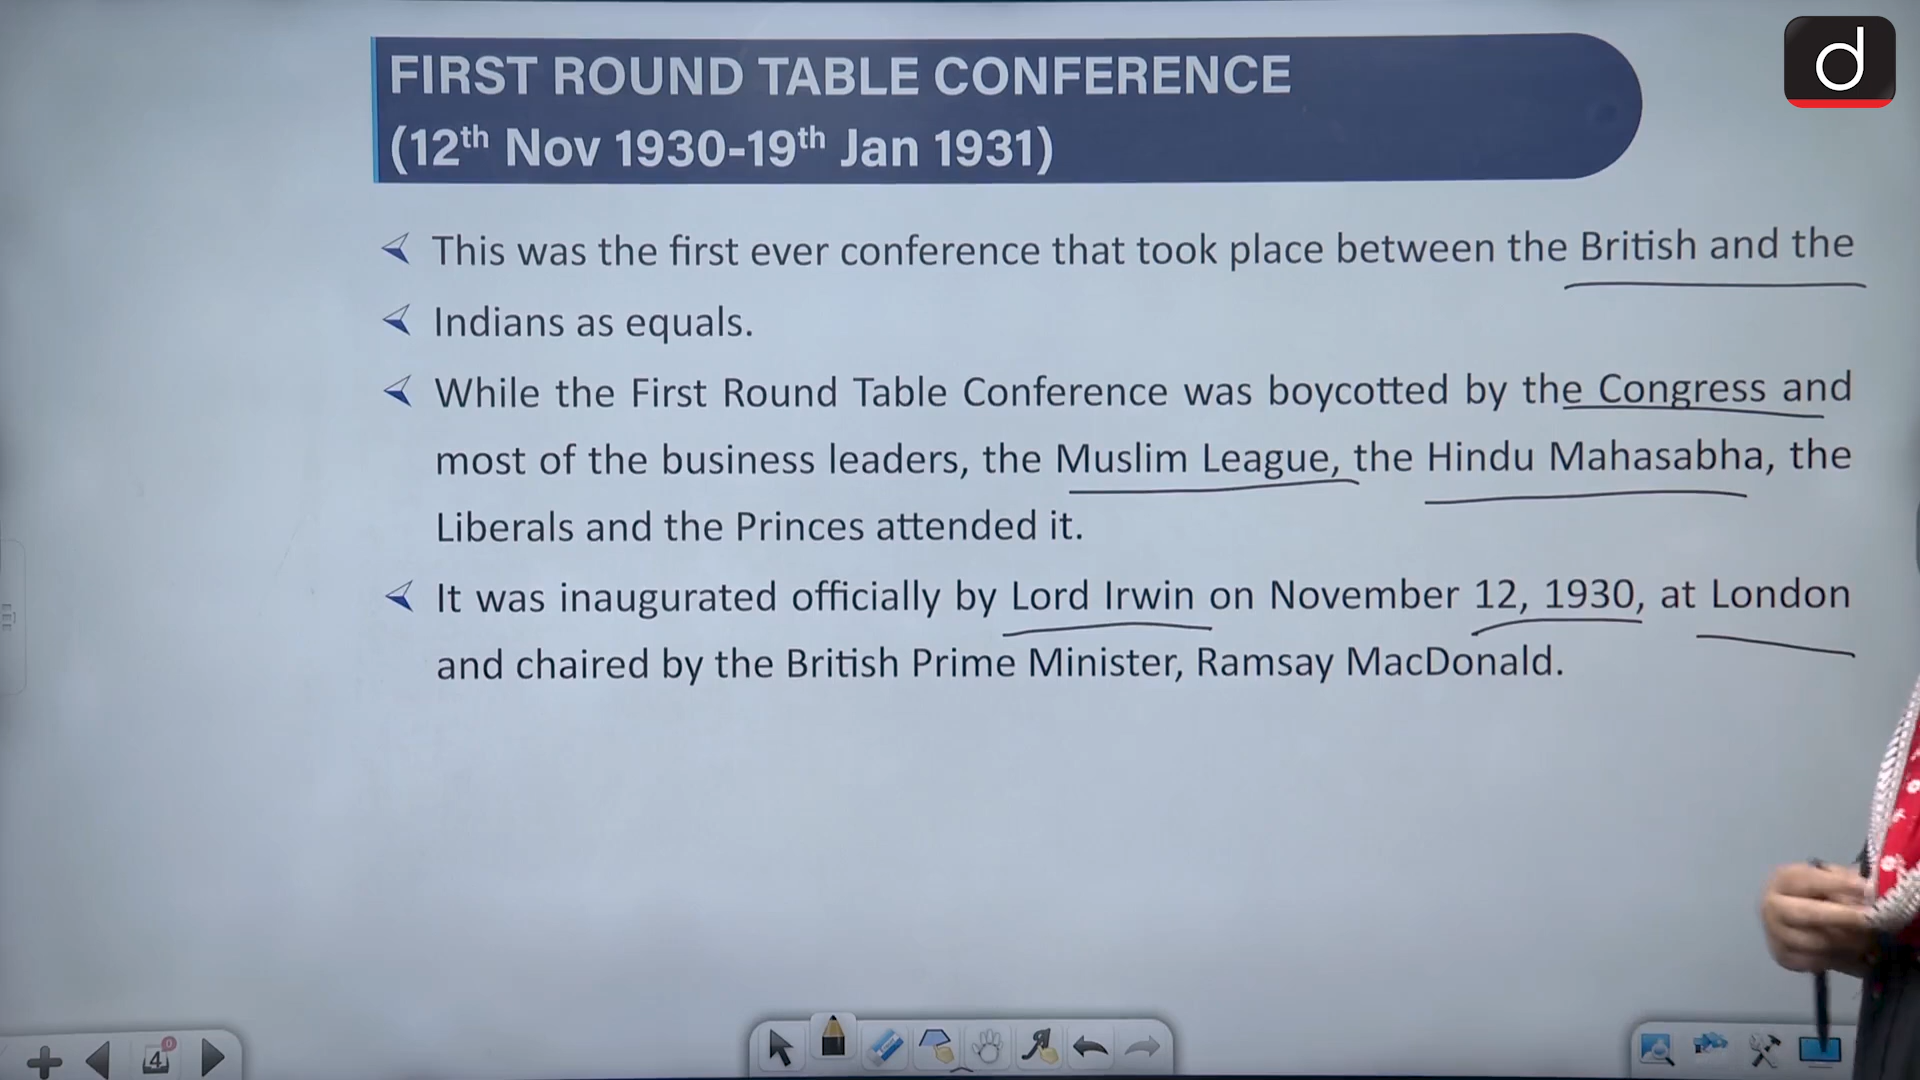 FIRST ROUND TABLE CONFERENCE
(12th Nov 1930-19th Jan 1931)
This was the first ever conference that took place between the British and the
Indians as equals.
While the First Round Table Conference was boycotted by the Congress and
most of the business leaders, the Muslim League, the Hindu Mahasabha, the
Liberals and the Princes attended it.
It was inaugurated officially by Lord Irwin on November 12, 1930, at London
and chaired by the British Prime Minister, Ramsay MacDonald.
d
4
0